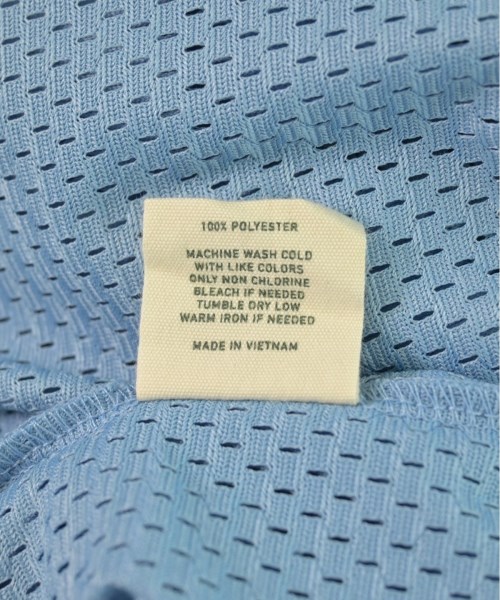 100% POLYESTER
MACHINE WASH COLD
WITH LIKE COLORS
ONLY NON CHLORINE
BLEACH IF NEEDED
TUMBLE DRY LOW
WARM IRON IF NEEDED
MADE IN VIETNAM